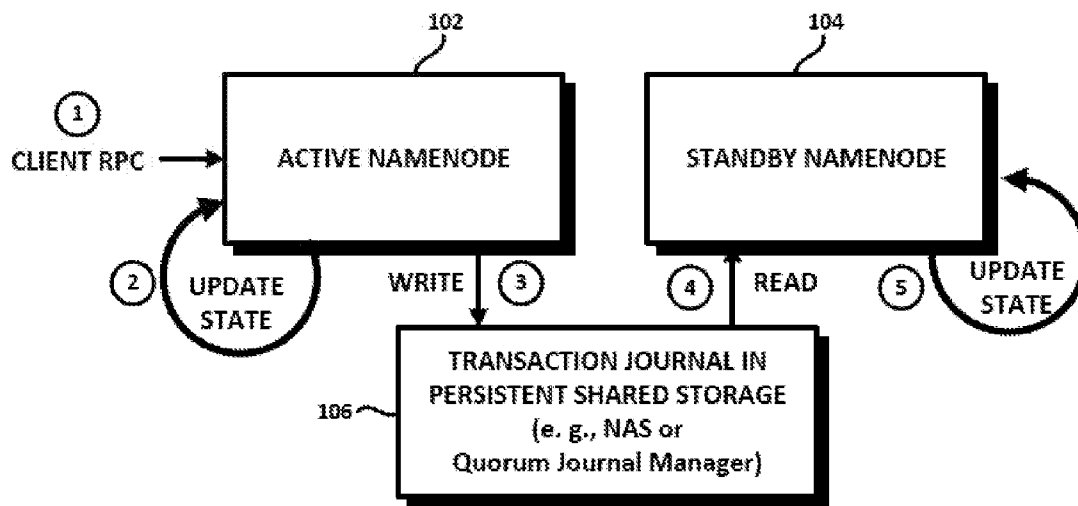 102
104
1
CLIENT RPC
ACTIVE NAMENODE
STANDBY NAMENODE
2
UPDATE
STATE
WRITE
3
4
READ
5
UPDATE
STATE
106
TRANSACTION JOURNAL IN
PERSISTENT SHARED STORAGE
(e. g., NAS or
Quorum Journal Manager)